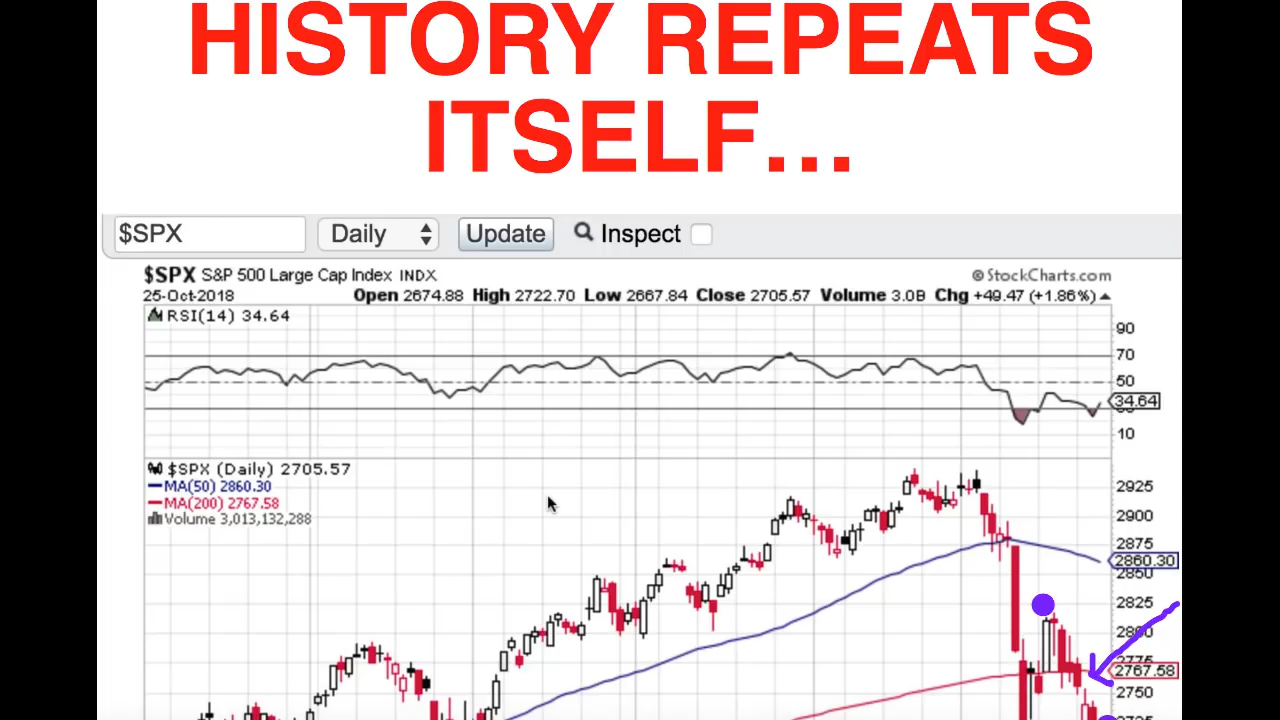 HISTORY REPEATS
ITSELF...
$SPX Daily Update Inspect
$SPX S&P 500 Large Cap Index INDX © StockCharts.com
25-Oct-2018 Open 2674.88 High 2722.70 Low 2667.84 Close 2705.57 Volume 3.0B Chg +49.47 (+1.86%)
RSI(14) 34.64
90
70
50
34.64
10
$SPX (Daily) 2705.57
MA(50) 2860.30
MA(200) 2767.58
Volume 3,013,132,288
2925
2900
2875
2860.30
2850
2825
2800
2775
2767.58
2750